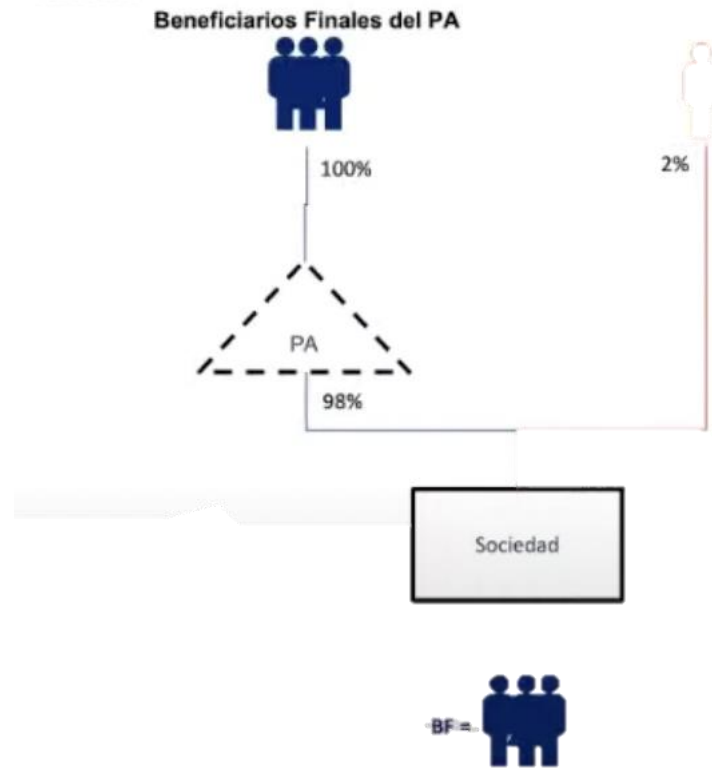 Beneficiarios Finales del PA
100%
2%
PA
98%
Sociedad
BF =